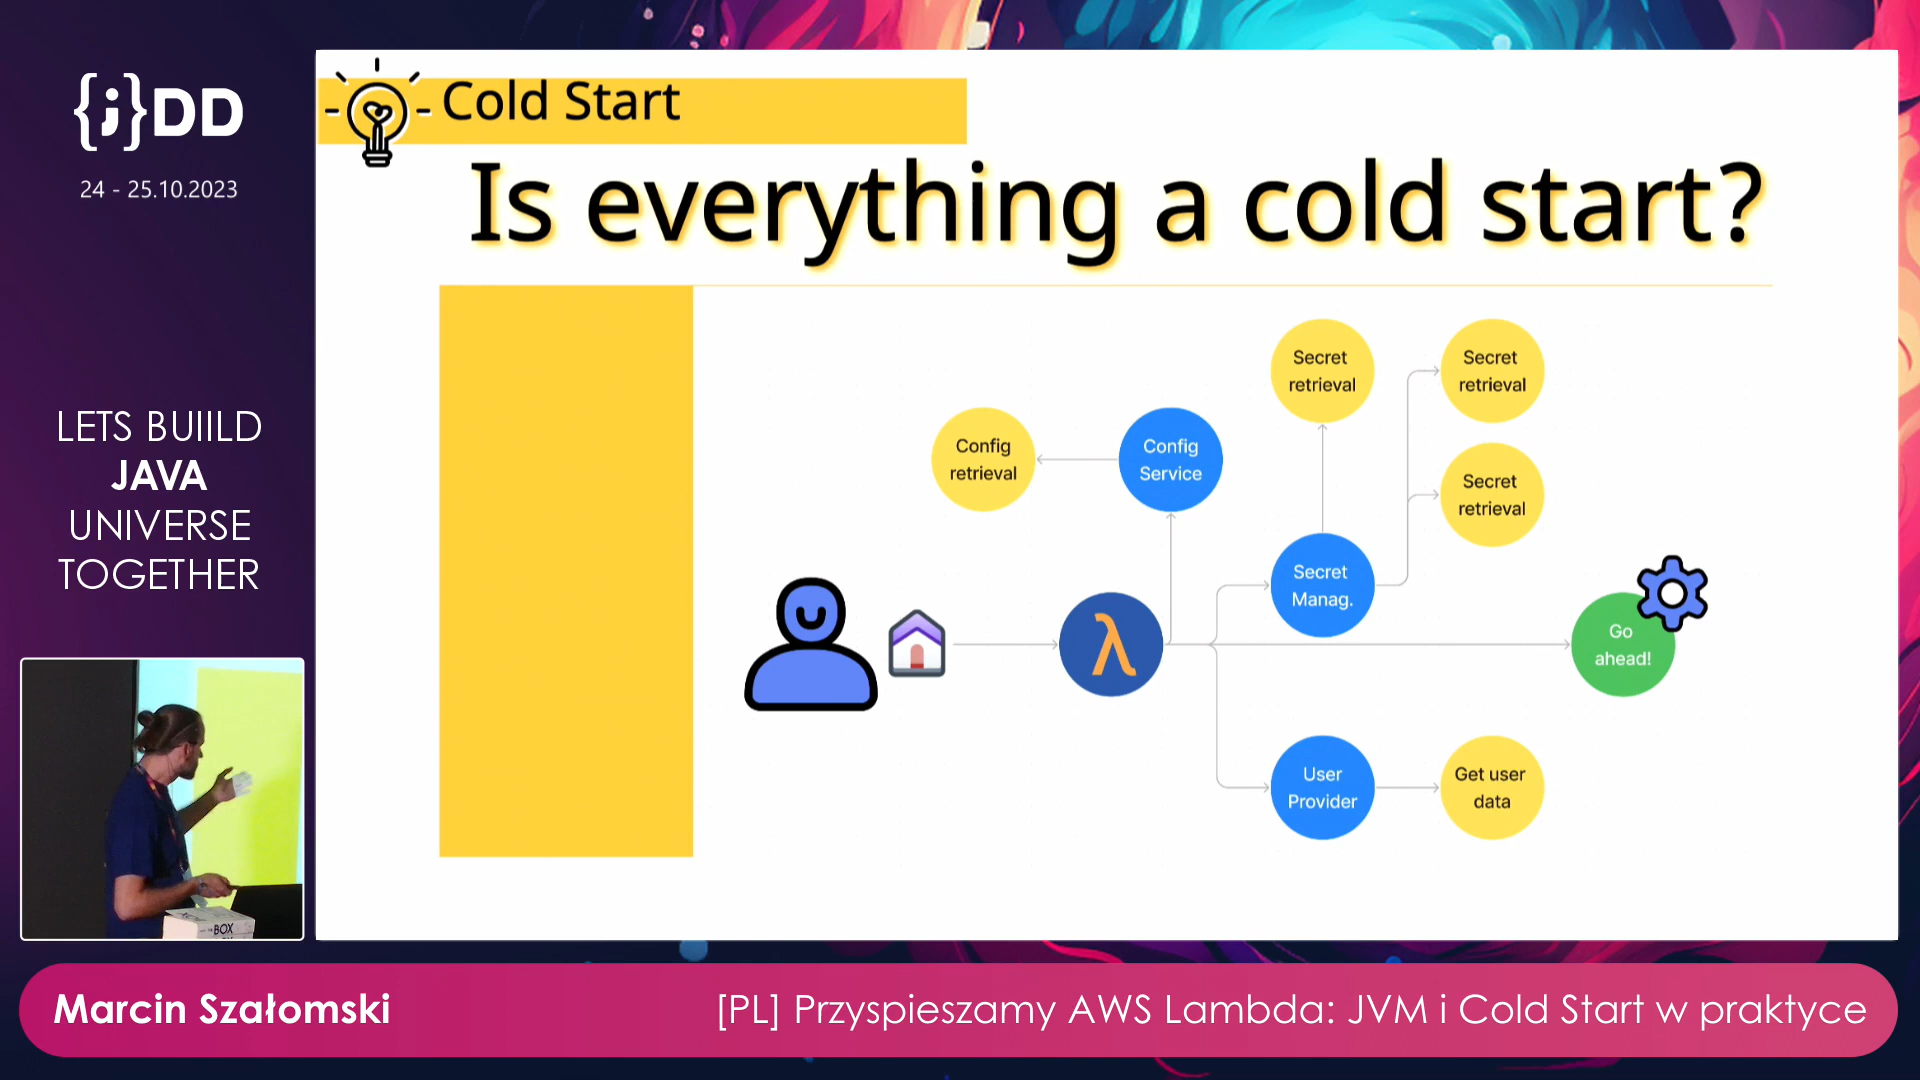 {j}DD
24 - 25.10.2023
LETS BUIILD
JAVA
UNIVERSE
TOGETHER
Cold Start
Is everything a cold start?
Secret
retrieval
Secret
retrieval
Config
retrieval
Config
Service
Secret
retrieval
Secret
Manag.
λ
Go
ahead!
User
Provider
Get user
data
BOX
Marcin Szałomski
[PL] Przyspieszamy AWS Lambda: JVM i Cold Start w praktyce